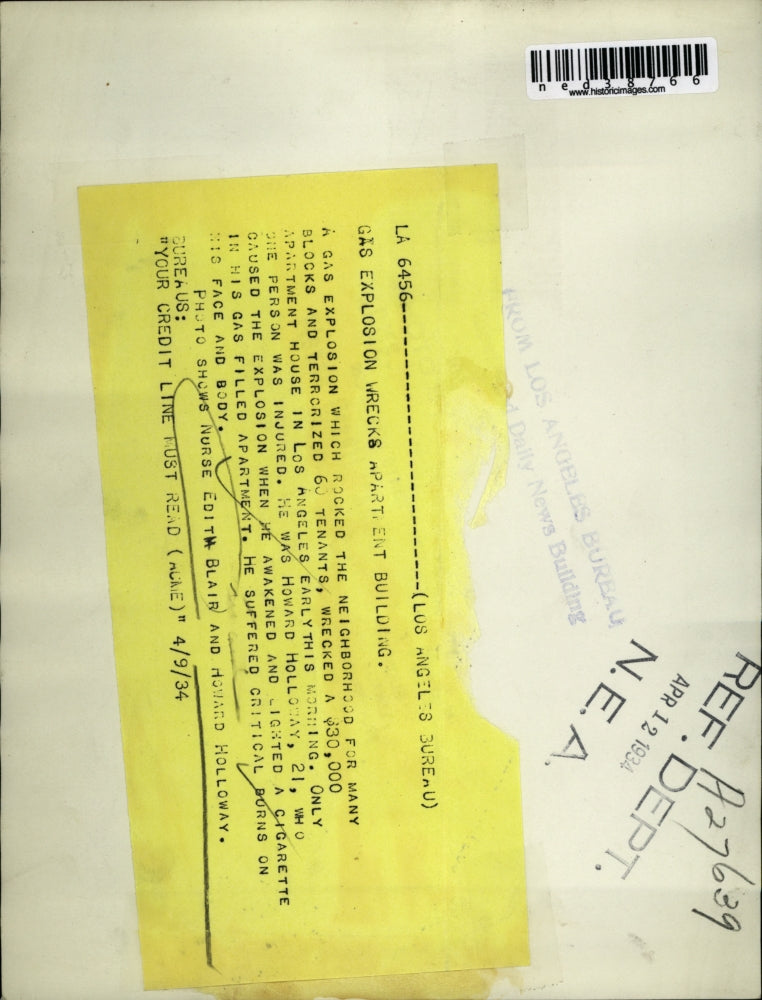 ned38766
www.historicimages.com
FROM LOS ANGELES BUREAU
Daily News Building
REF. DEPT.
APR 12 1934
N.E.A.
H27639
LA 6456----------------------------(LOS ANGELES BUREAU)
GAS EXPLOSION WRECKS APARTMENT BUILDING.
A GAS EXPLOSION WHICH ROCKED THE NEIGHBORHOOD FOR MANY
BLOCKS AND TERRORIZED 60 TENANTS, WRECKED A $30,000
APARTMENT HOUSE IN LOS ANGELES EARLY THIS MORNING. ONLY
ONE PERSON WAS INJURED. HE WAS HOWARD HOLLOWAY, 21, WHO
CAUSED THE EXPLOSION WHEN HE AWAKENED AND LIGHTED A CIGARETTE
IN HIS GAS FILLED APARTMENT. HE SUFFERED CRITICAL BURNS ON
HIS FACE AND BODY.
PHOTO SHOWS NURSE EDITH BLAIR AND HOWARD HOLLOWAY.
BUREAUS:
"YOUR CREDIT LINE MUST READ (ACME)" 4/9/34